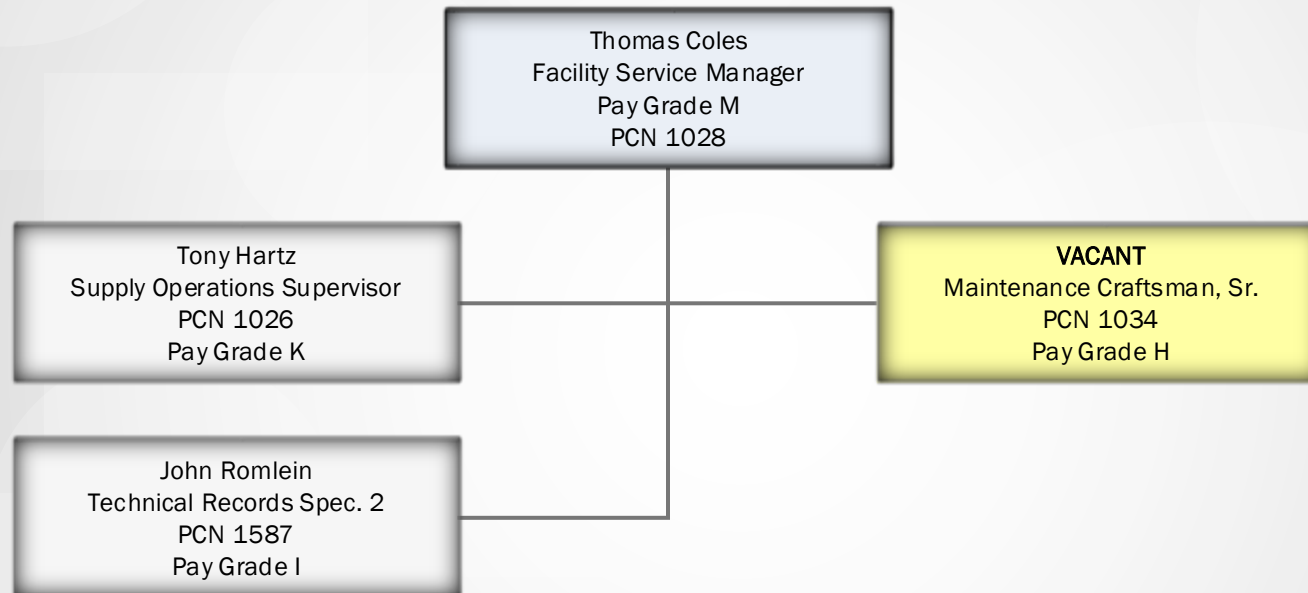 Thomas Coles
Facility Service Manager
Pay Grade M
PCN 1028
Tony Hartz
Supply Operations Supervisor
PCN 1026
Pay Grade K
VACANT
Maintenance Craftsman, Sr.
PCN 1034
Pay Grade H
John Romlein
Technical Records Spec. 2
PCN 1587
Pay Grade I